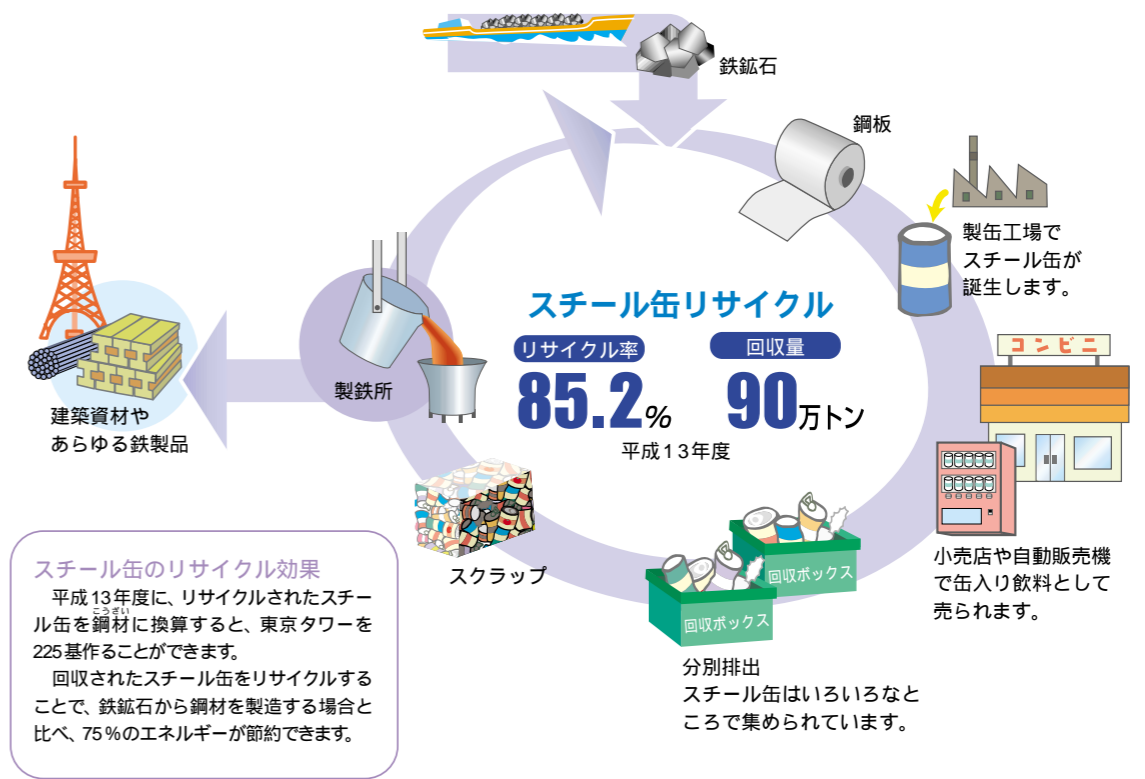 鉄鉱石
鋼板
製缶工場で
スチール缶が
誕生します。
コンビニ
スチール缶リサイクル
リサイクル率
回収量
85.2%
90万トン
平成13年度
製鉄所
建築資材や
あらゆる鉄製品
小売店や自動販売機
で缶入り飲料として
売られます。
スクラップ
回収ボックス
回収ボックス
分別排出
スチール缶はいろいろなと
ころで集められています。
スチール缶のリサイクル効果
平成13年度に、リサイクルされたスチー
こうざい
ル缶を鋼材に換算すると、東京タワーを
225基作ることができます。
回収されたスチール缶をリサイクルする
ことで、鉄鉱石から鋼材を製造する場合と
比べ、75%のエネルギーが節約できます。